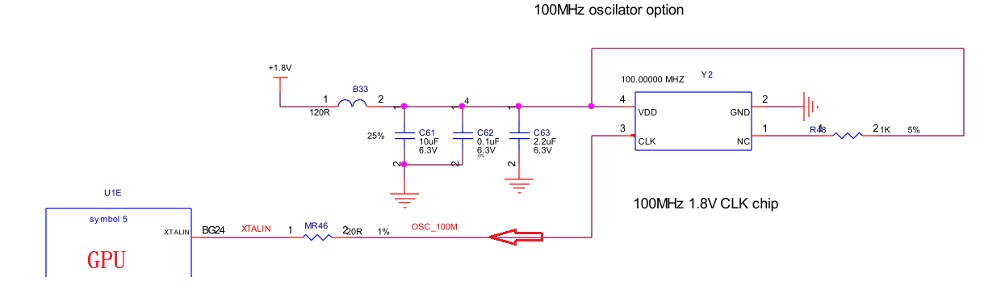 100MHz oscilator option
+1.8V
1 B33 2
120R
4
1
1
1
25%
C61
10uF
6.3V
C62
0.1uF
6.3V
C63
2.2uF
6.3V
2
2
2
100.00000 MHZ Y2
4 VDD
GND 2
3 CLK
NC 1
R48 1 2 1K 5%
100MHz 1.8V CLK chip
U1E
symbol 5
XTALIN
GPU
BG24 XTALIN 1 MR46 2 20R 1% OSC_100M